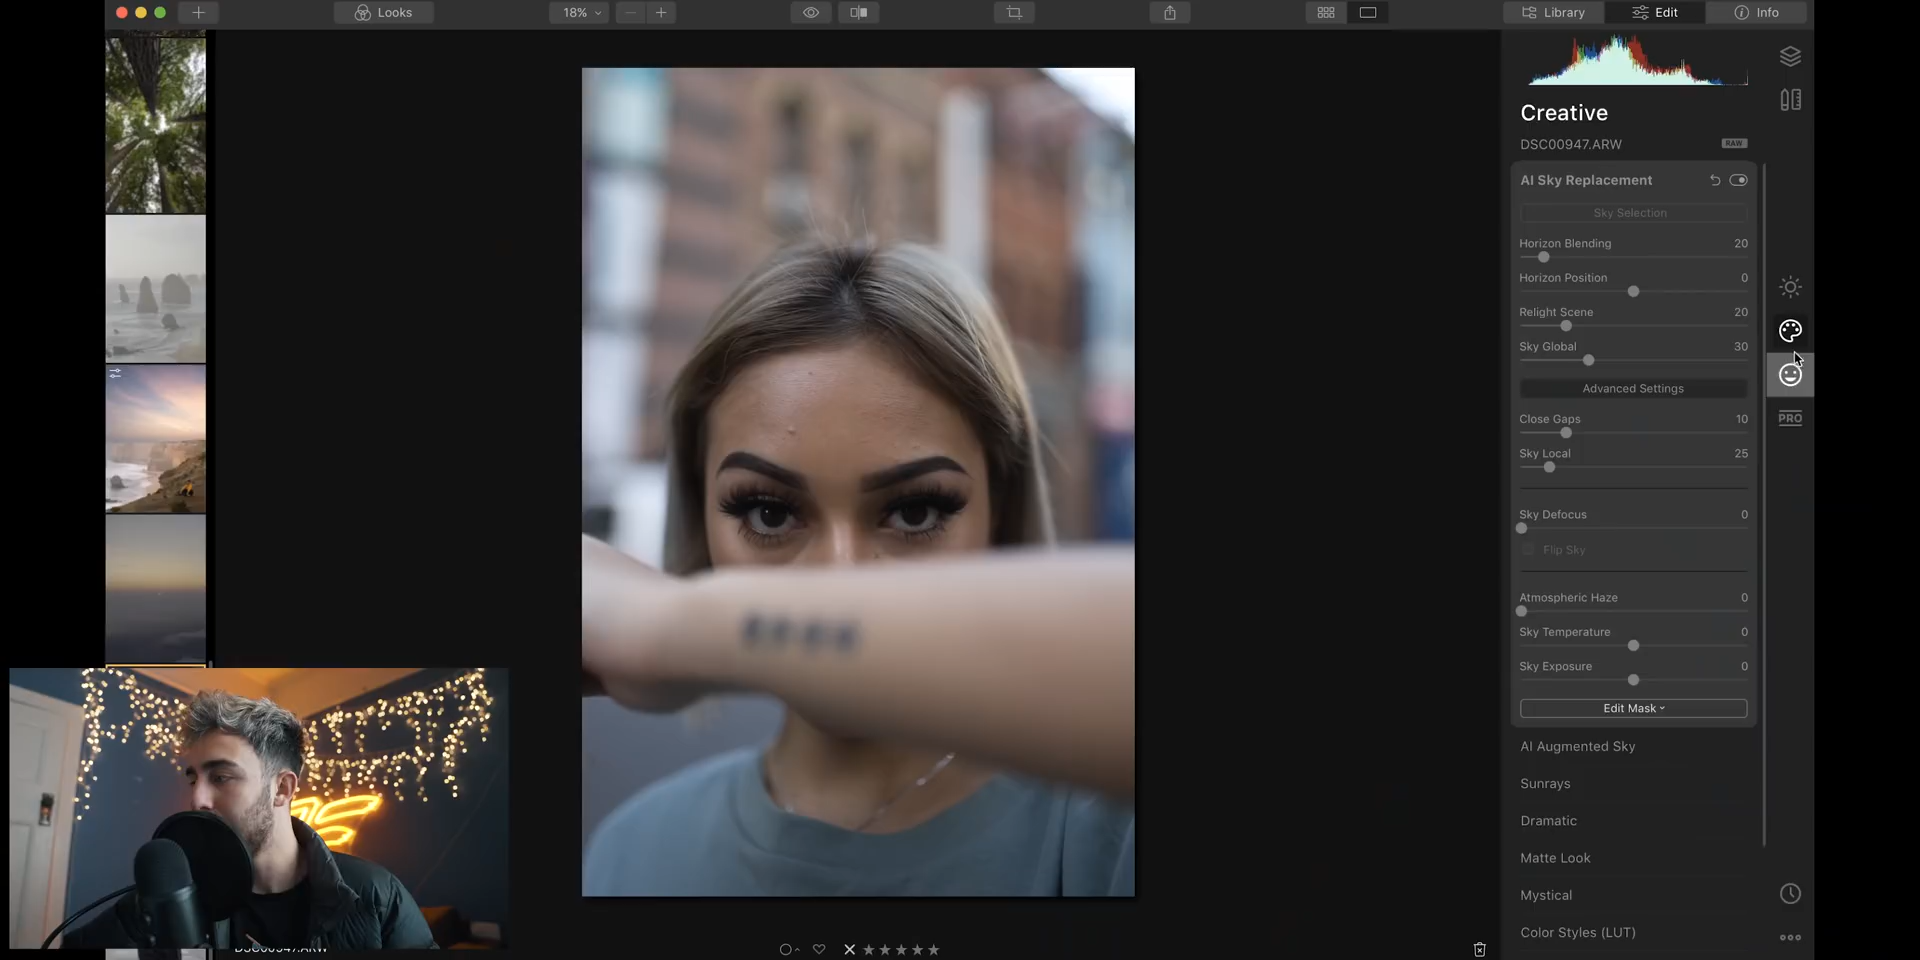 Looks
18%
Library
Edit
Info
Creative
DSC00947.ARW
RAW
AI Sky Replacement
Sky Selection
Horizon Blending 20
Horizon Position 0
Relight Scene 20
Sky Global 30
Advanced Settings
Close Gaps 10
Sky Local 25
Sky Defocus 0
Flip Sky
Atmospheric Haze 0
Sky Temperature 0
Sky Exposure 0
Edit Mask
AI Augmented Sky
Sunrays
Dramatic
Matte Look
Mystical
Color Styles (LUT)
PRO
DSC00947.ARW